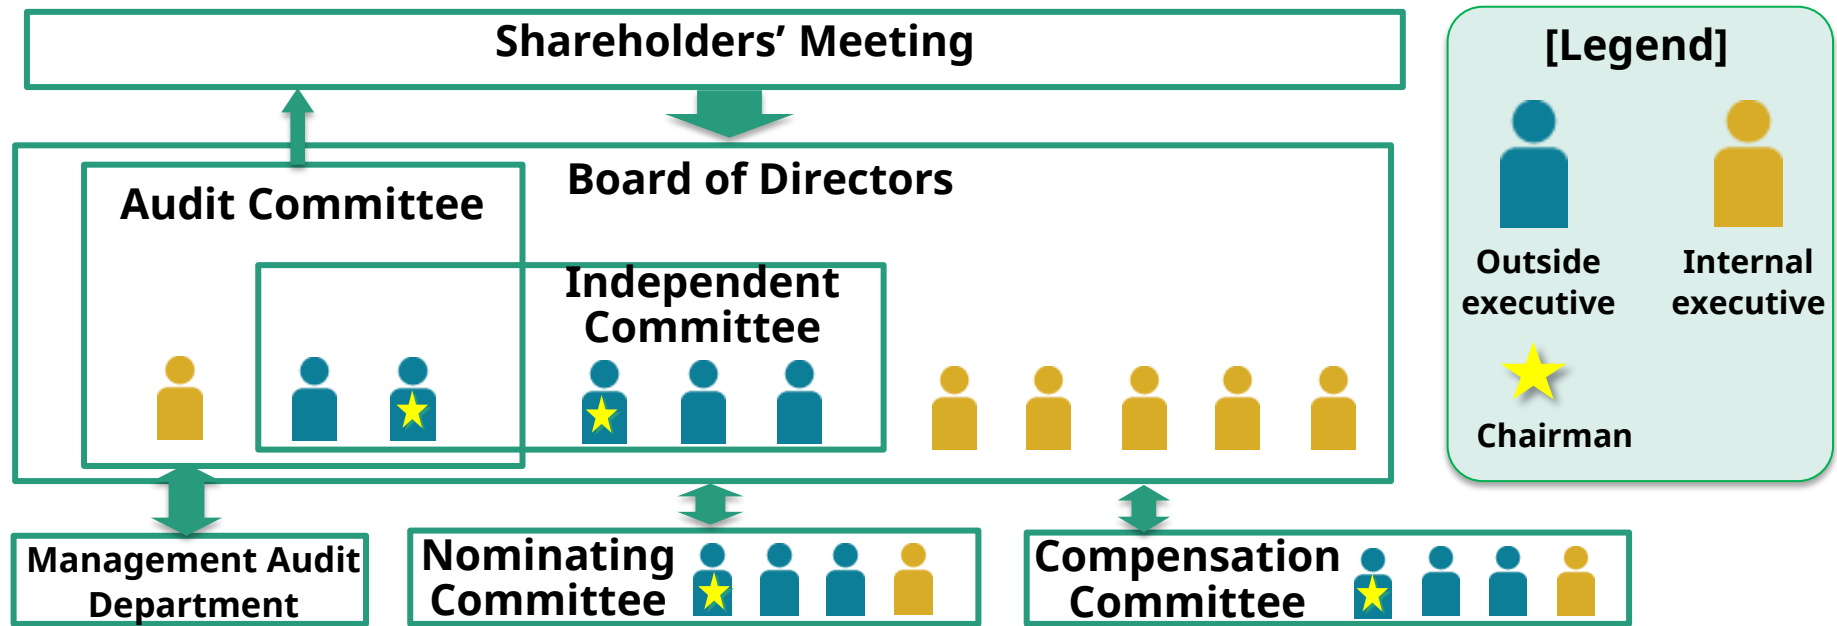 Shareholders’ Meeting
[Legend]
Outside
executive
Internal
executive
Chairman
Board of Directors
Audit Committee
Independent
Committee
Management Audit
Department
Nominating
Committee
Compensation
Committee